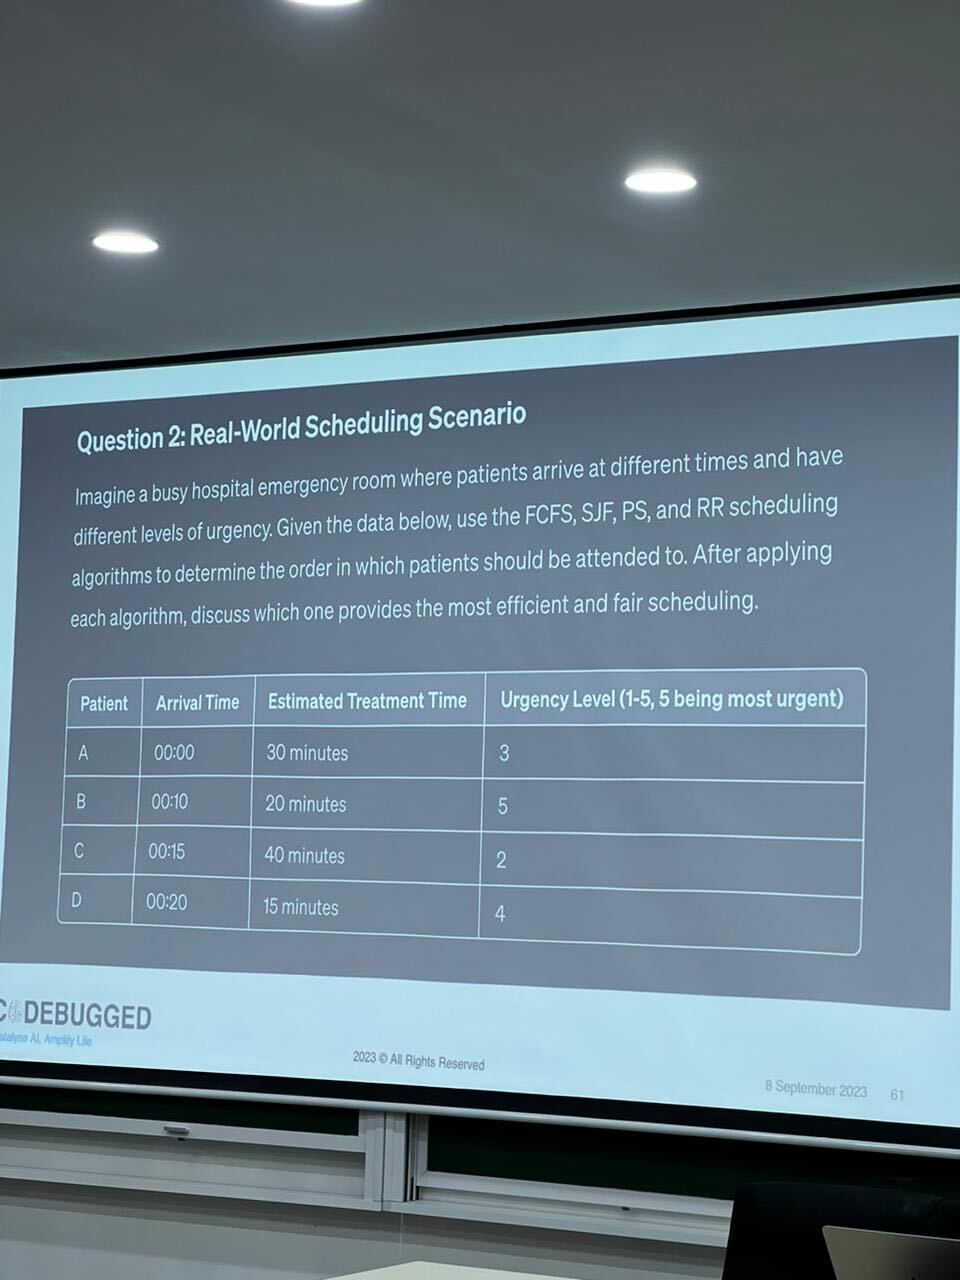 Question 2: Real-World Scheduling Scenario
Imagine a busy hospital emergency room where patients arrive at different times and have
different levels of urgency. Given the data below, use the FCFS, SJF, PS, and RR scheduling
algorithms to determine the order in which patients should be attended to. After applying
each algorithm, discuss which one provides the most efficient and fair scheduling.
Patient Arrival Time Estimated Treatment Time Urgency Level (1-5, 5 being most urgent)
A 00:00 30 minutes 3
B 00:10 20 minutes 5
C 00:15 40 minutes 2
D 00:20 15 minutes 4
DEBUGGED
AI, Amplify Life
2023 © All Rights Reserved
8 September 2023 61